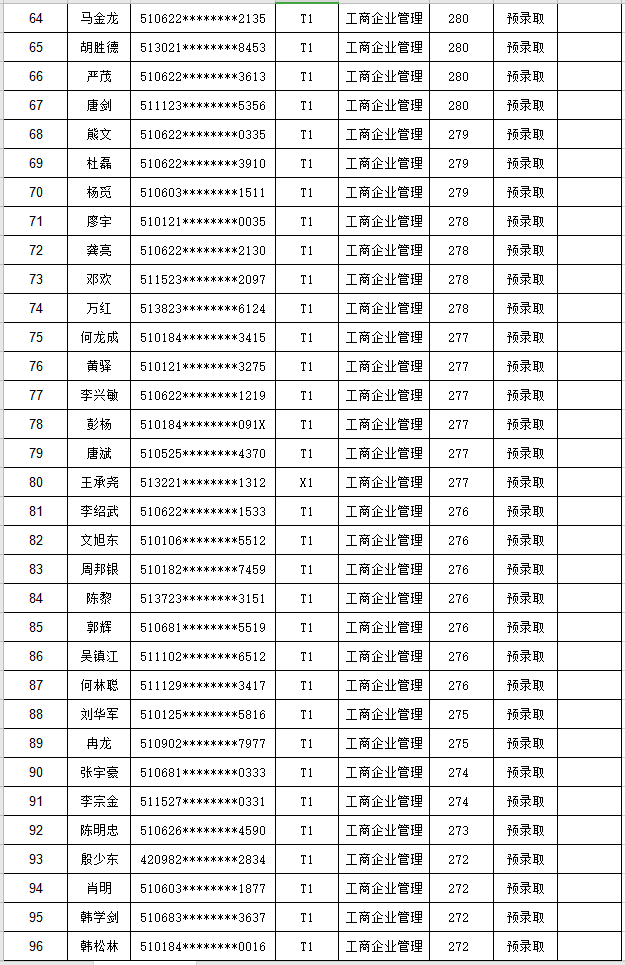 64 马金龙 510622********2135 T1 工商企业管理 280 预录取
65 胡胜德 513021********8453 T1 工商企业管理 280 预录取
66 严茂 510622********3613 T1 工商企业管理 280 预录取
67 唐剑 511123********5356 T1 工商企业管理 280 预录取
68 熊文 510622********0335 T1 工商企业管理 279 预录取
69 杜磊 510622********3910 T1 工商企业管理 279 预录取
70 杨觅 510603********1511 T1 工商企业管理 279 预录取
71 廖宇 510121********0035 T1 工商企业管理 278 预录取
72 龚亮 510622********2130 T1 工商企业管理 278 预录取
73 邓欢 511523********2097 T1 工商企业管理 278 预录取
74 万红 513823********6124 T1 工商企业管理 278 预录取
75 何龙成 510184********3415 T1 工商企业管理 277 预录取
76 黄驿 510121********3275 T1 工商企业管理 277 预录取
77 李兴敏 510622********1219 T1 工商企业管理 277 预录取
78 彭杨 510184********091X T1 工商企业管理 277 预录取
79 唐斌 510525********4370 T1 工商企业管理 277 预录取
80 王承尧 513221********1312 X1 工商企业管理 277 预录取
81 李绍武 510622********1533 T1 工商企业管理 276 预录取
82 文旭东 510106********5512 T1 工商企业管理 276 预录取
83 周邦银 510182********7459 T1 工商企业管理 276 预录取
84 陈黎 513723********3151 T1 工商企业管理 276 预录取
85 郭辉 510681********5519 T1 工商企业管理 276 预录取
86 吴镇江 511102********6512 T1 工商企业管理 276 预录取
87 何林聪 511129********3417 T1 工商企业管理 276 预录取
88 刘华军 510125********5816 T1 工商企业管理 275 预录取
89 冉龙 510902********7977 T1 工商企业管理 275 预录取
90 张宇豪 510681********0333 T1 工商企业管理 274 预录取
91 李宗金 511527********0331 T1 工商企业管理 274 预录取
92 陈明忠 510626********4590 T1 工商企业管理 273 预录取
93 殷少东 420982********2834 T1 工商企业管理 272 预录取
94 肖明 510603********1877 T1 工商企业管理 272 预录取
95 韩学剑 510683********3637 T1 工商企业管理 272 预录取
96 韩松林 510184********0016 T1 工商企业管理 272 预录取